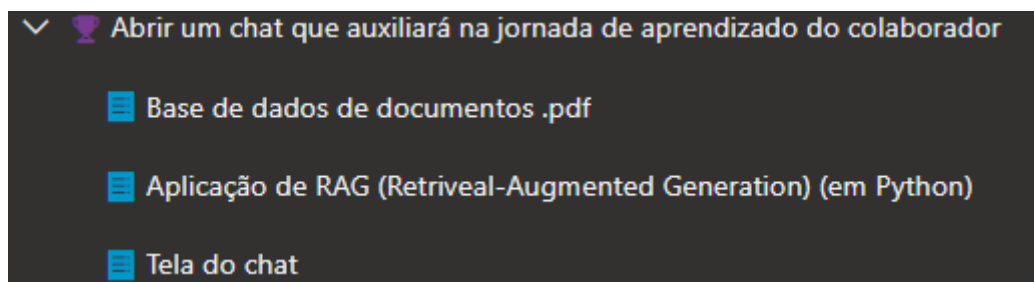 Abrir um chat que auxiliará na jornada de aprendizado do colaborador
Base de dados de documentos .pdf
Aplicação de RAG (Retriveal-Augmented Generation) (em Python)
Tela do chat